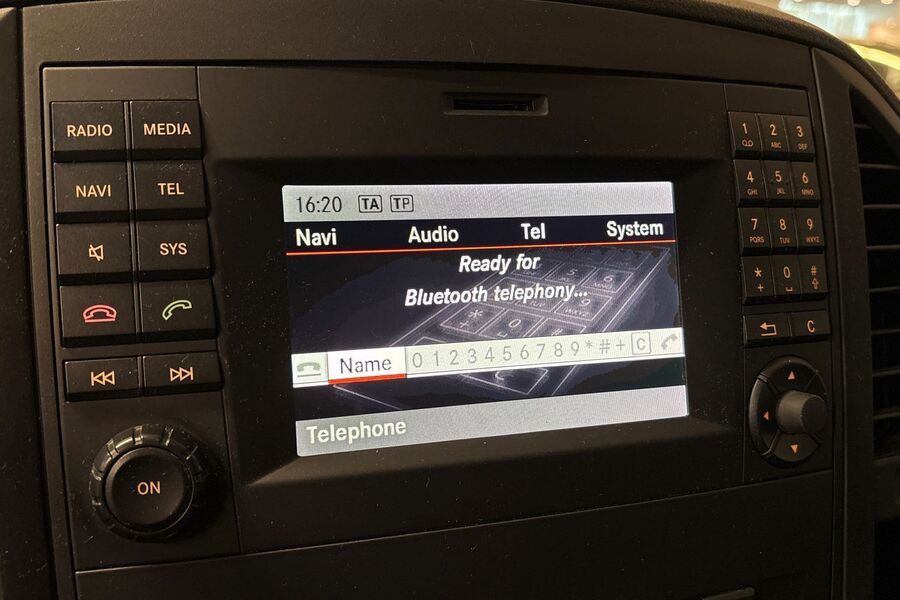 RADIO MEDIA
NAVI TEL
SYS
ON
16:20 TA TP
Navi Audio Tel System
Ready for
Bluetooth telephony...
Name 0 1 2 3 4 5 6 7 8 9 * # + C
Telephone
1 2 3
ABC DEF
4 5 6
GHI JKL MNO
7 8 9
PQRS TUV WXYZ
* 0 #
+
C